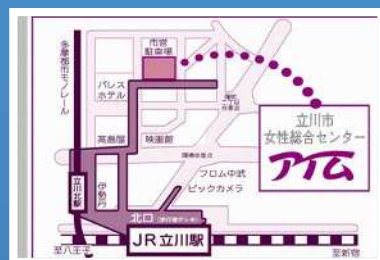 多摩都市モノレール
市営
駐車場
パレス
ホテル
立川市
女性総合センター
アイム
高島屋
映画館
フロム中武
ビックカメラ
立川北駅
伊勢丹
北口
JR立川駅
至八王子
至新宿